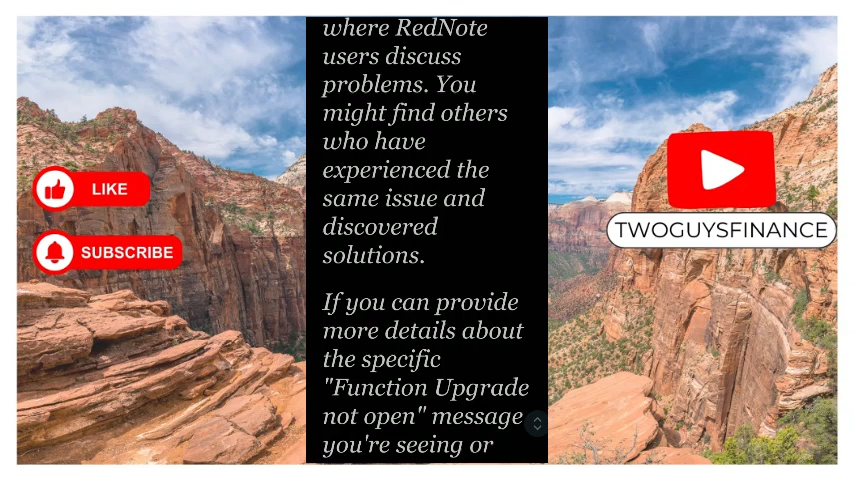 where RedNote
users discuss
problems. You
might find others
who have
experienced the
same issue and
discovered
solutions.
If you can provide
more details about
the specific
"Function Upgrade
not open" message
you're seeing or
LIKE
SUBSCRIBE
TWOGUYSFINANCE